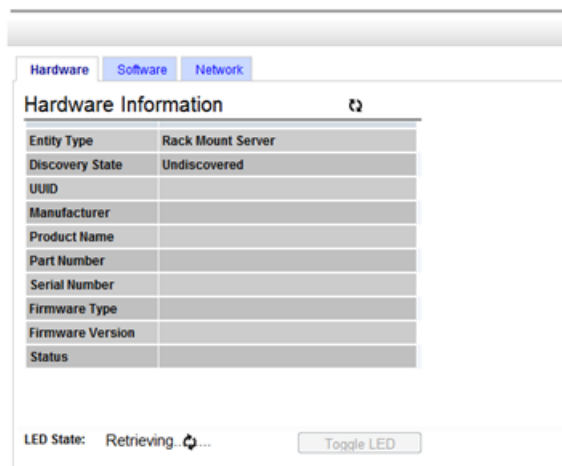 Hardware Software Network
Hardware Information
Entity Type Rack Mount Server
Discovery State Undiscovered
UUID
Manufacturer
Product Name
Part Number
Serial Number
Firmware Type
Firmware Version
Status
LED State: Retrieving...... Toggle LED